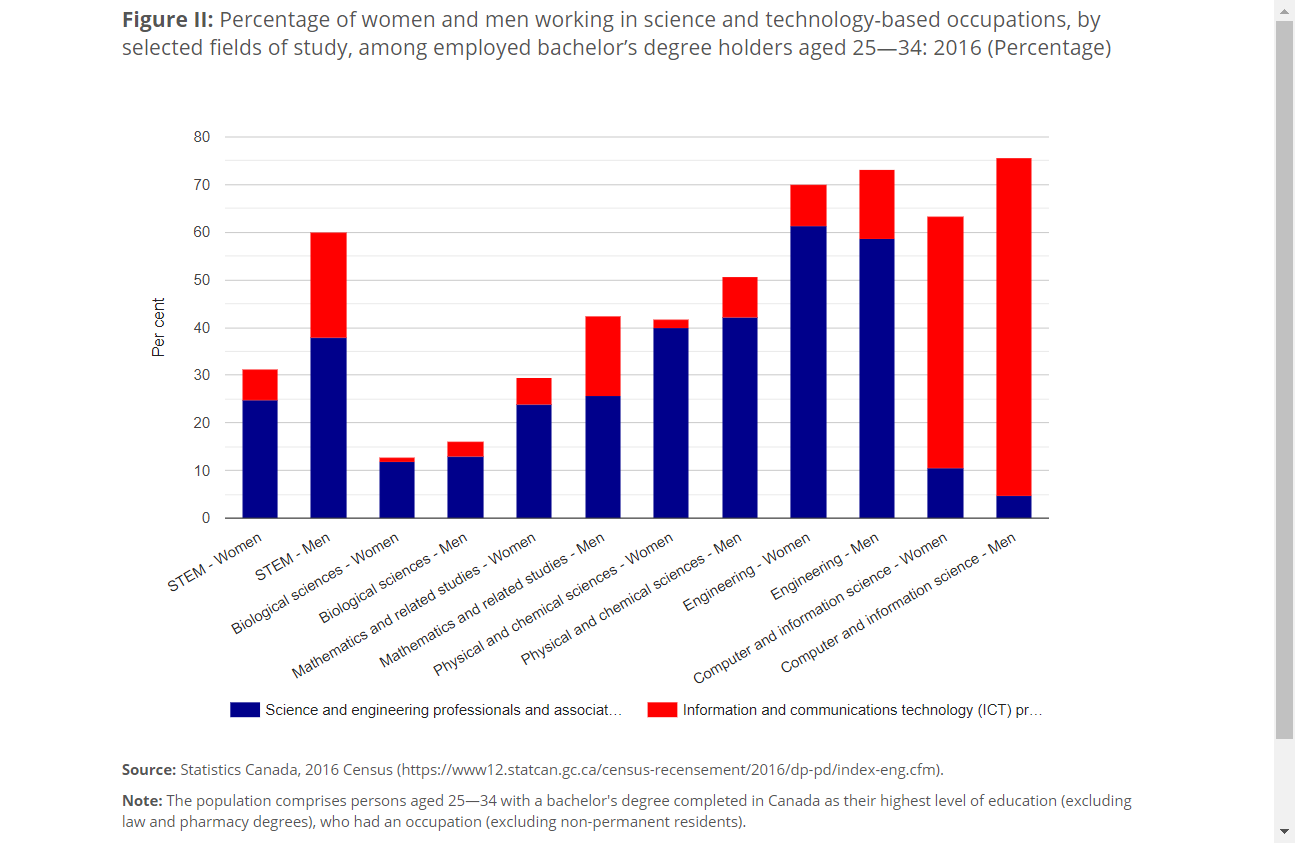 Figure II: Percentage of women and men working in science and technology-based occupations, by
selected fields of study, among employed bachelor’s degree holders aged 25—34: 2016 (Percentage)
Per cent
80
70
60
50
40
30
20
10
0
STEM - Women
STEM - Men
Biological sciences - Women
Biological sciences - Men
Mathematics and related studies - Women
Mathematics and related studies - Men
Physical and chemical sciences - Women
Physical and chemical sciences - Men
Engineering - Women
Engineering - Men
Computer and information science - Women
Computer and information science - Men
Science and engineering professionals and associat…
Information and communications technology (ICT) pr…
Source: Statistics Canada, 2016 Census (https://www12.statcan.gc.ca/census-recensement/2016/dp-pd/index-eng.cfm).
Note: The population comprises persons aged 25—34 with a bachelor's degree completed in Canada as their highest level of education (excluding
law and pharmacy degrees), who had an occupation (excluding non-permanent residents).